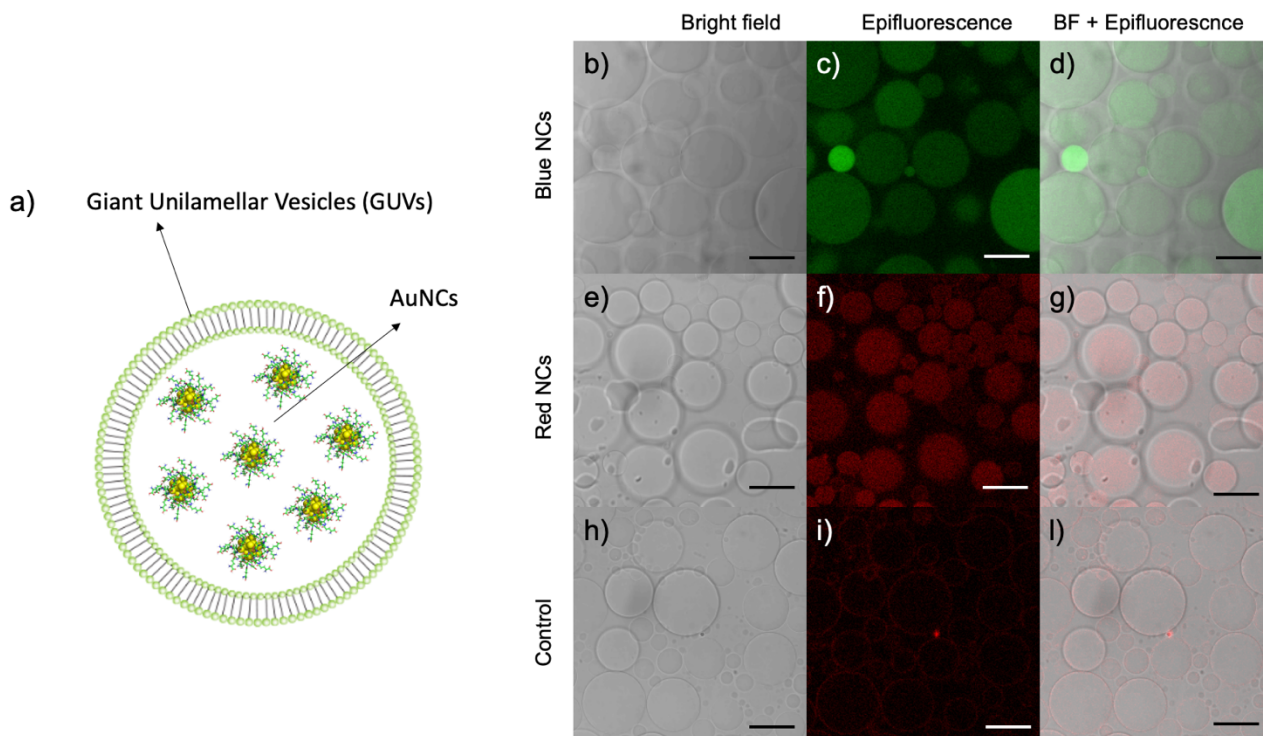 Bright field
Epifluorescence
BF + Epifluorescnce
a)
Giant Unilamellar Vesicles (GUVs)
AuNCs
Blue NCs
b)
c)
d)
Red NCs
e)
f)
g)
Control
h)
i)
l)